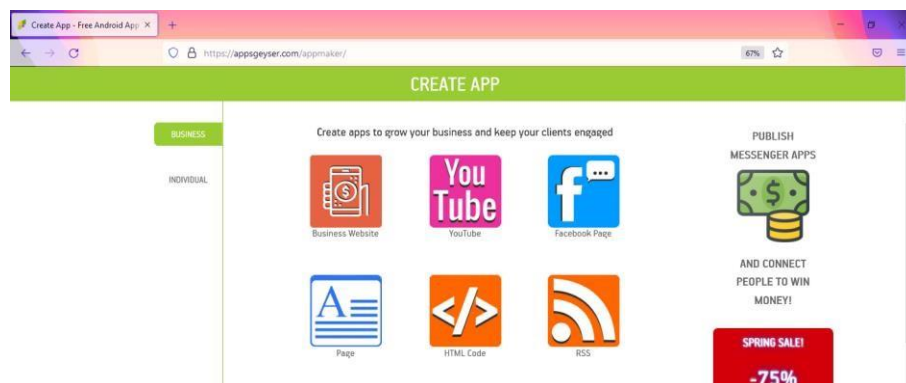 Create App - Free Android App
https://appsgeyser.com/appmaker/
67%
CREATE APP
BUSINESS
INDIVIDUAL
Create apps to grow your business and keep your clients engaged
You
Tube
Business Website
YouTube
Facebook Page
Page
HTML Code
RSS
PUBLISH
MESSENGER APPS
AND CONNECT
PEOPLE TO WIN
MONEY!
SPRING SALE!
-75%